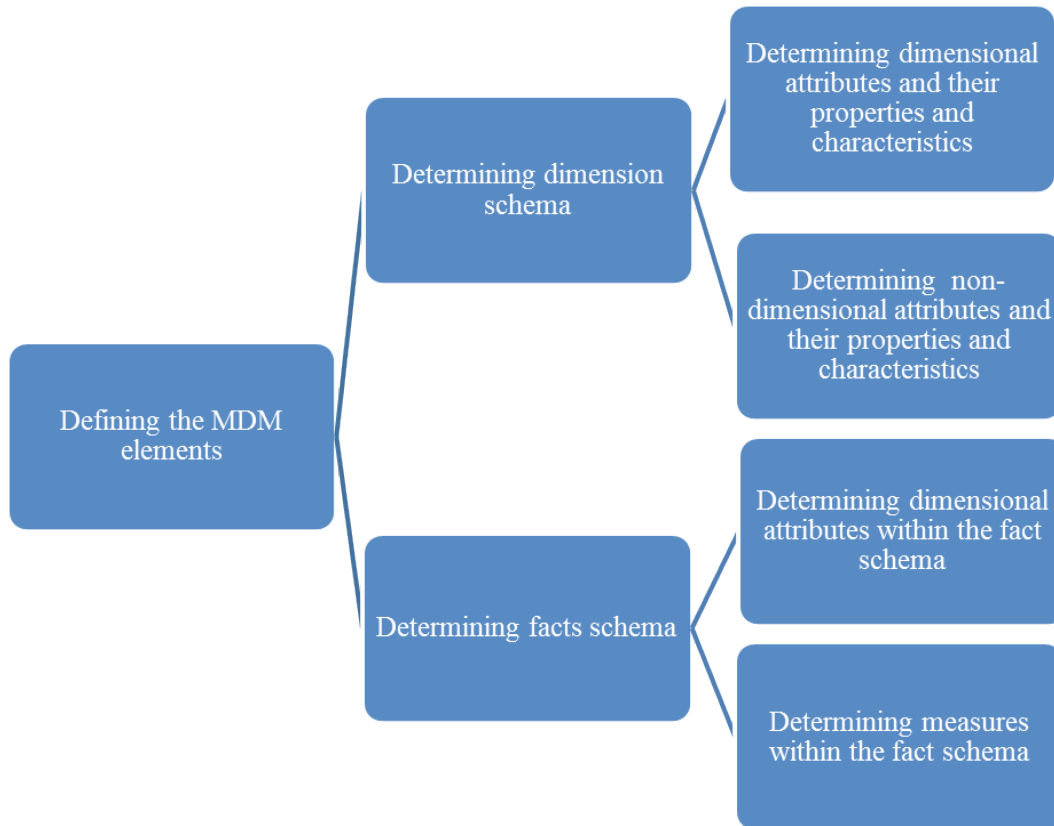 Defining the MDM
elements
Determining dimension
schema
Determining dimensional
attributes and their
properties and
characteristics
Determining non-
dimensional attributes and
their properties and
characteristics
Determining facts schema
Determining dimensional
attributes within the fact
schema
Determining measures
within the fact schema